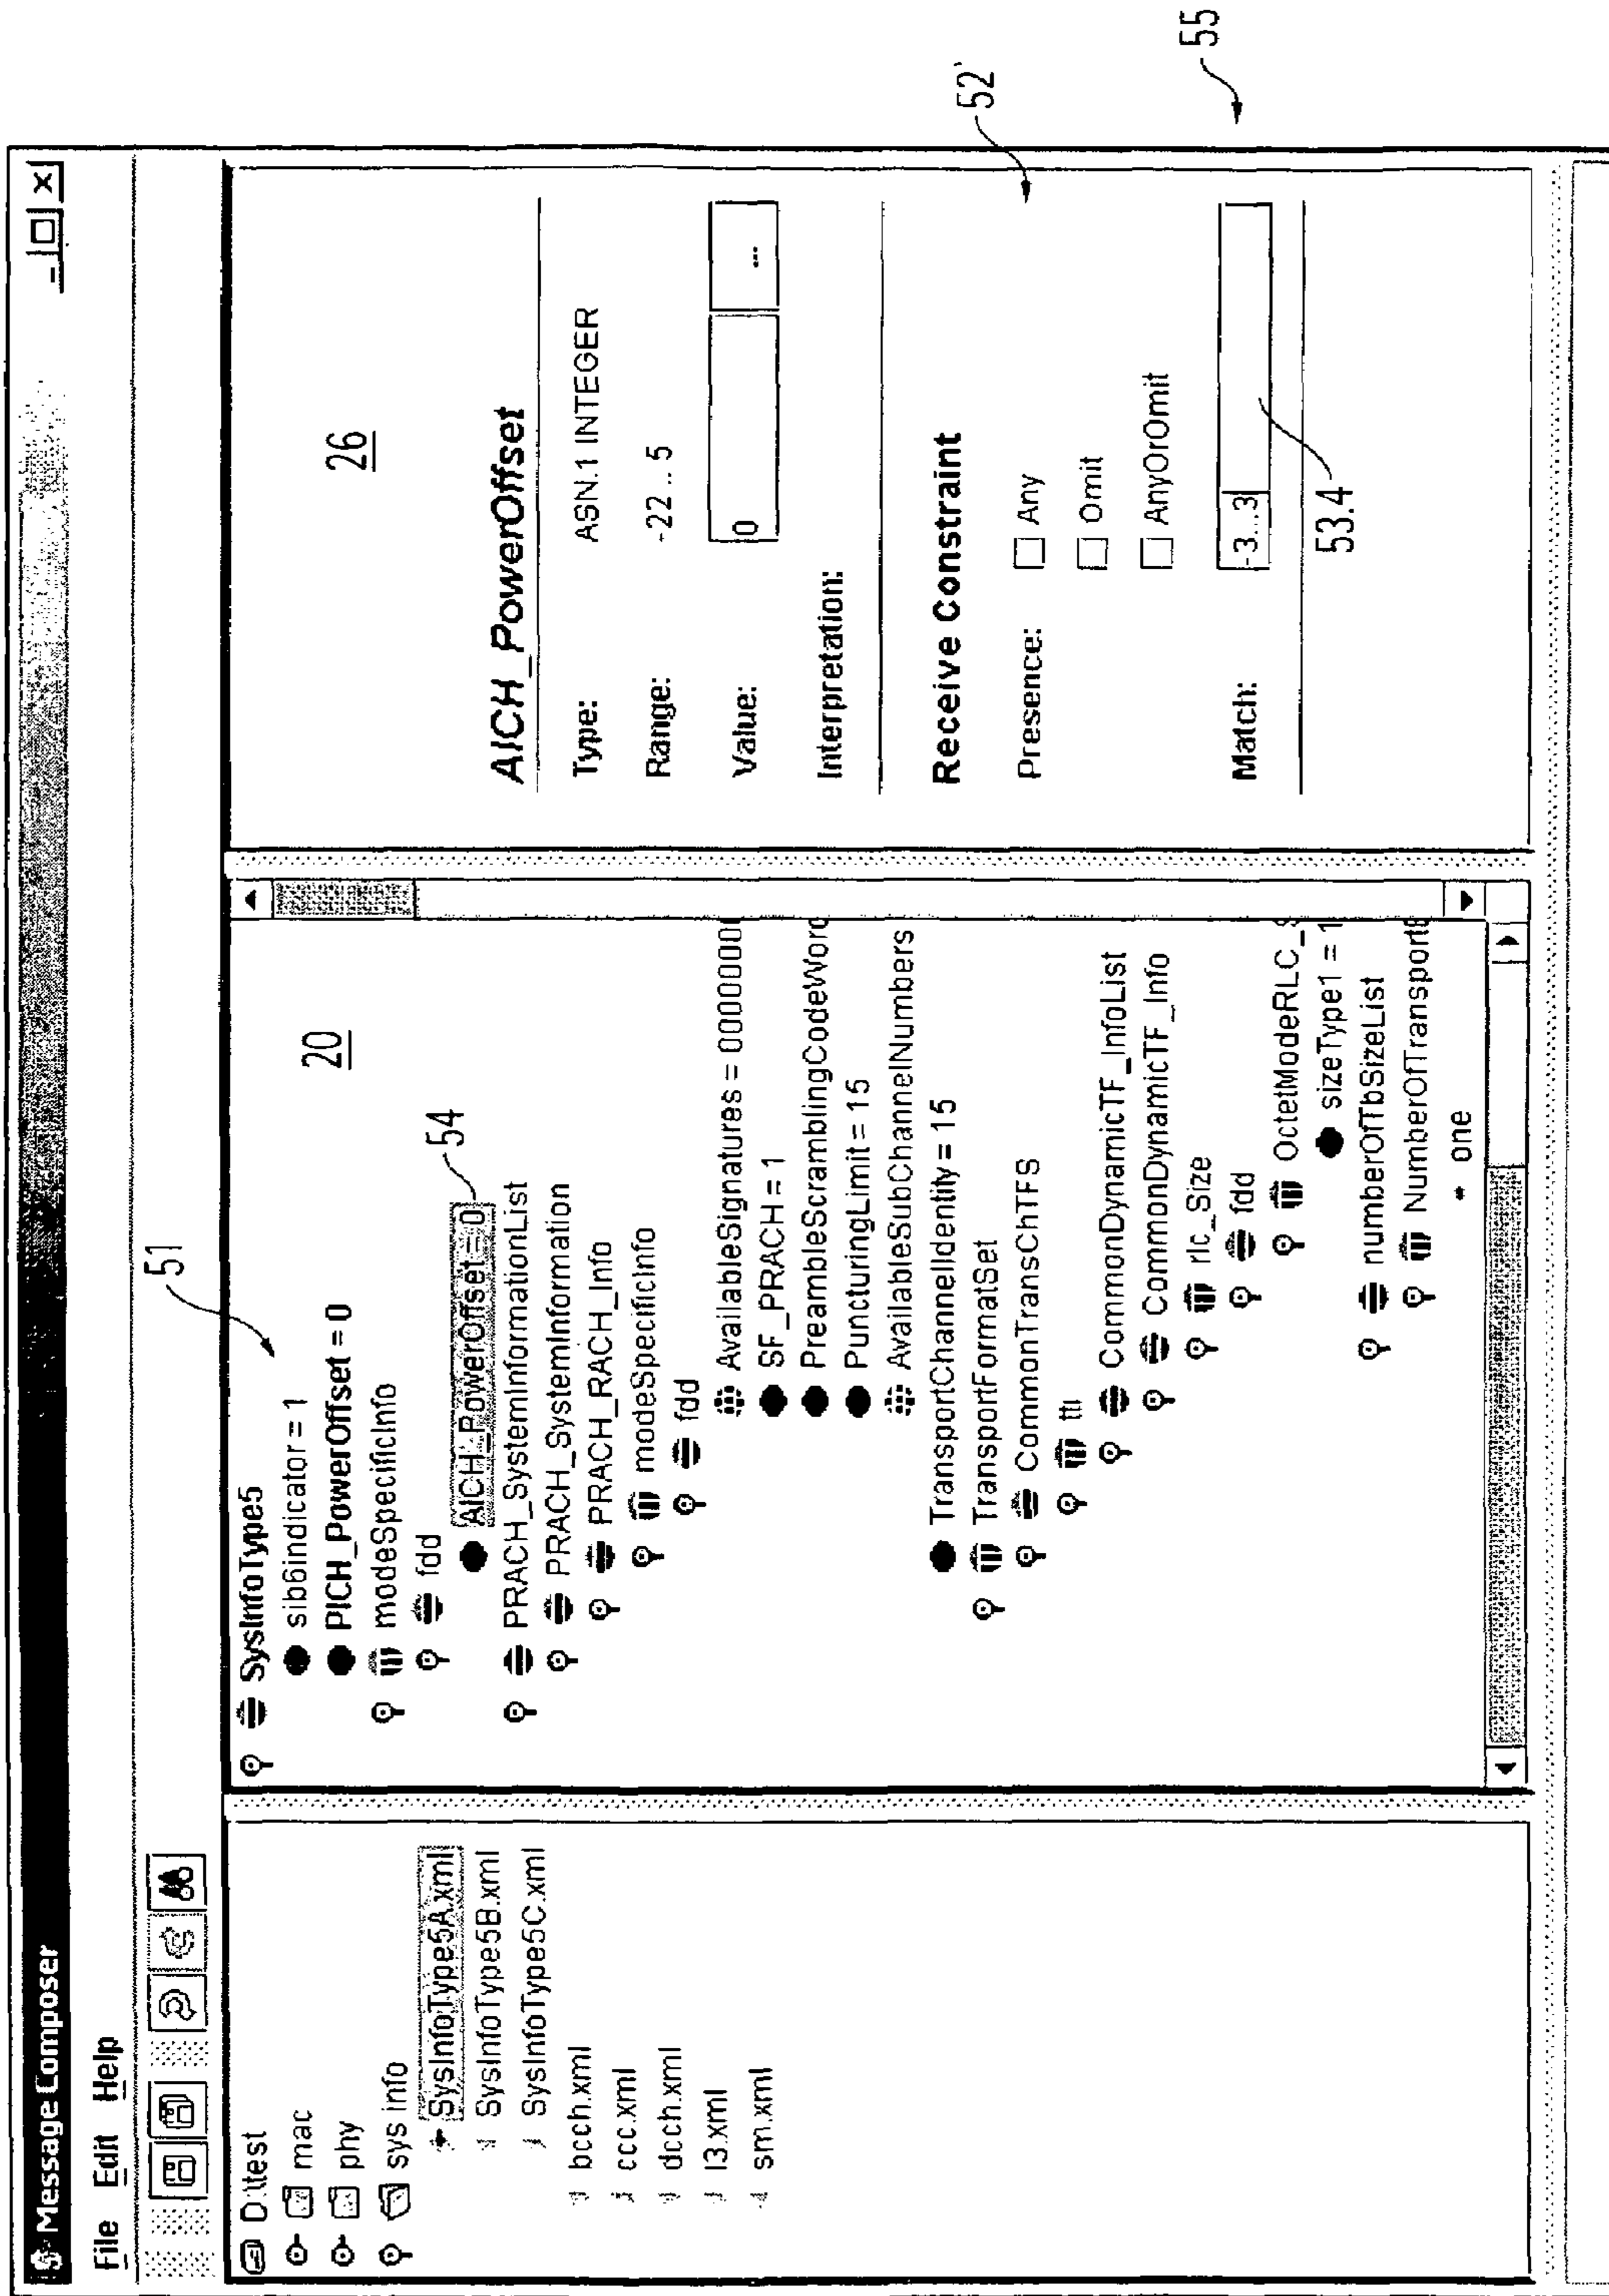 Message Composer
File Edit Help
D:\test
mac
phy
sys info
SysInfoType5A.xml
SysInfoType5B.xml
SysInfoType5C.xml
bcch.xml
ccc.xml
dcch.xml
l3.xml
sm.xml
51
20
SysInfoType5
sib6indicator = 1
PICH_PowerOffset = 0
modeSpecificInfo
fdd
AICH_PowerOffset = 0
54
PRACH_SystemInformationList
PRACH_SystemInformation
PRACH_RACH_Info
modeSpecificInfo
fdd
AvailableSignatures = 00000000
SF_PRACH = 1
PreambleScramblingCodeWord
PuncturingLimit = 15
AvailableSubChannelNumbers
TransportChannelIdentity = 15
TransportFormatSet
CommonTransChTFS
tti
CommonDynamicTF_InfoList
CommonDynamicTF_Info
rlc_Size
fdd
OctetModeRLC_S
sizeType1 = 1
numberOfTbSizeList
NumberOfTransportB
one
26
AICH_PowerOffset
Type: ASN.1 INTEGER
Range: -22 .. 5
Value: 0 ...
Interpretation:
Receive Constraint
52'
Presence: Any
Omit
AnyOrOmit
Match: -3...3
53.4
55